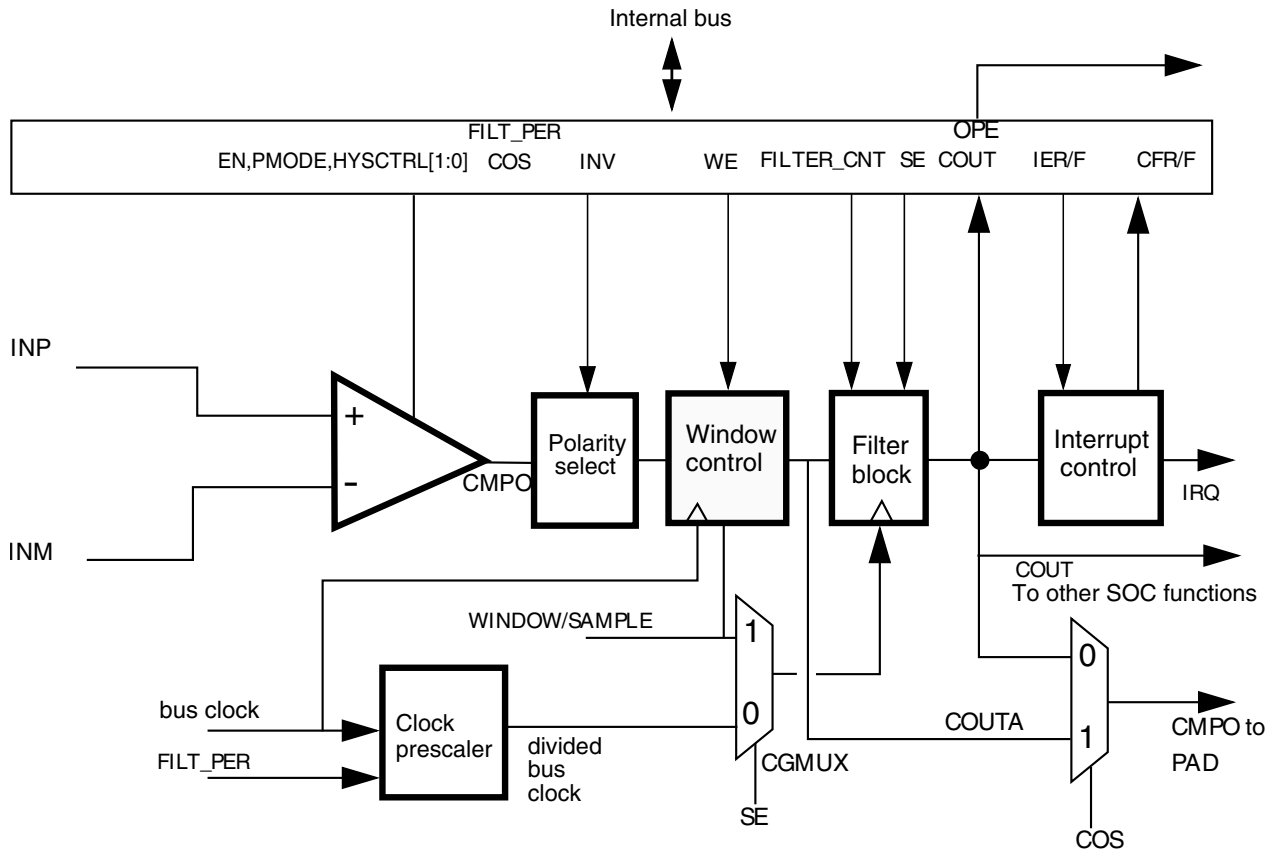 Internal bus
FILT_PER
OPE
EN,PMODE,HYSCTRL[1:0]
COS
INV
WE
FILTER_CNT
SE
COUT
IER/F
CFR/F
INP
+
-
INM
CMPO
Polarity
select
Window
control
Filter
block
Interrupt
control
IRQ
COUT
To other SOC functions
WINDOW/SAMPLE
1
0
CGMUX
SE
bus clock
FILT_PER
Clock
prescaler
divided
bus
clock
COUTA
0
1
COS
CMPO to
PAD